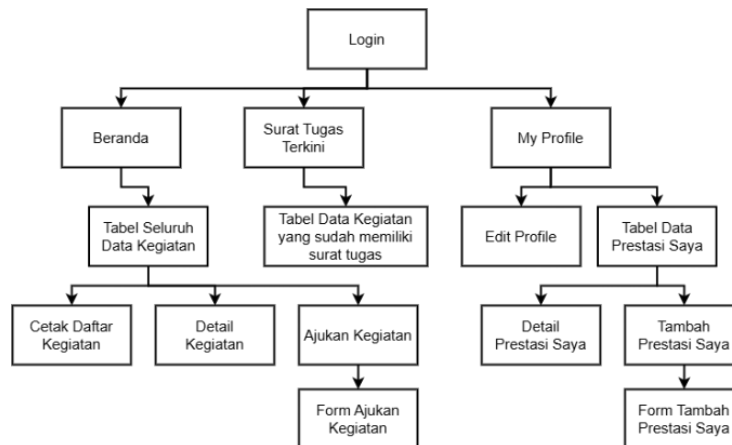 Login
Beranda
Surat Tugas
Terkini
My Profile
Tabel Seluruh
Data Kegiatan
Tabel Data Kegiatan
yang sudah memiliki
surat tugas
Edit Profile
Tabel Data
Prestasi Saya
Cetak Daftar
Kegiatan
Detail
Kegiatan
Ajukan Kegiatan
Detail
Prestasi Saya
Tambah
Prestasi Saya
Form Ajukan
Kegiatan
Form Tambah
Prestasi Saya